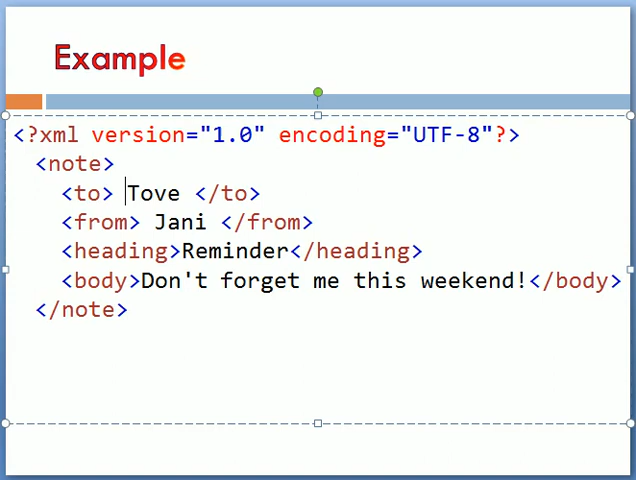 Example
<?xml version="1.0" encoding="UTF-8"?>
<note>
<to> Tove </to>
<from> Jani </from>
<heading>Reminder</heading>
<body>Don't forget me this weekend!</body>
</note>